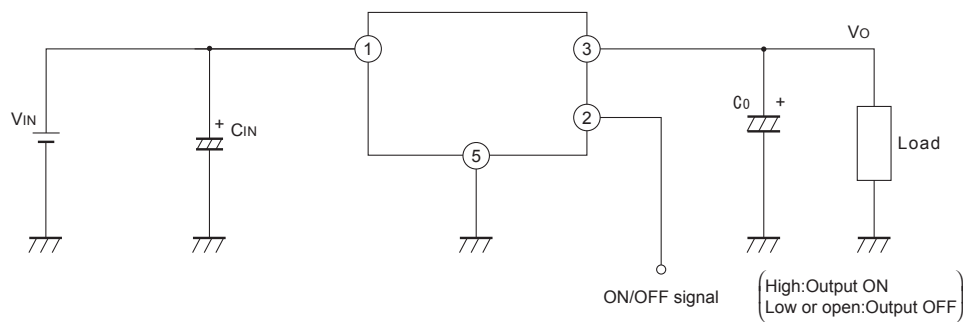 1
3
Vo
VIN
+
CIN
2
Co
+
Load
5
ON/OFF signal
High:Output ON
Low or open:Output OFF